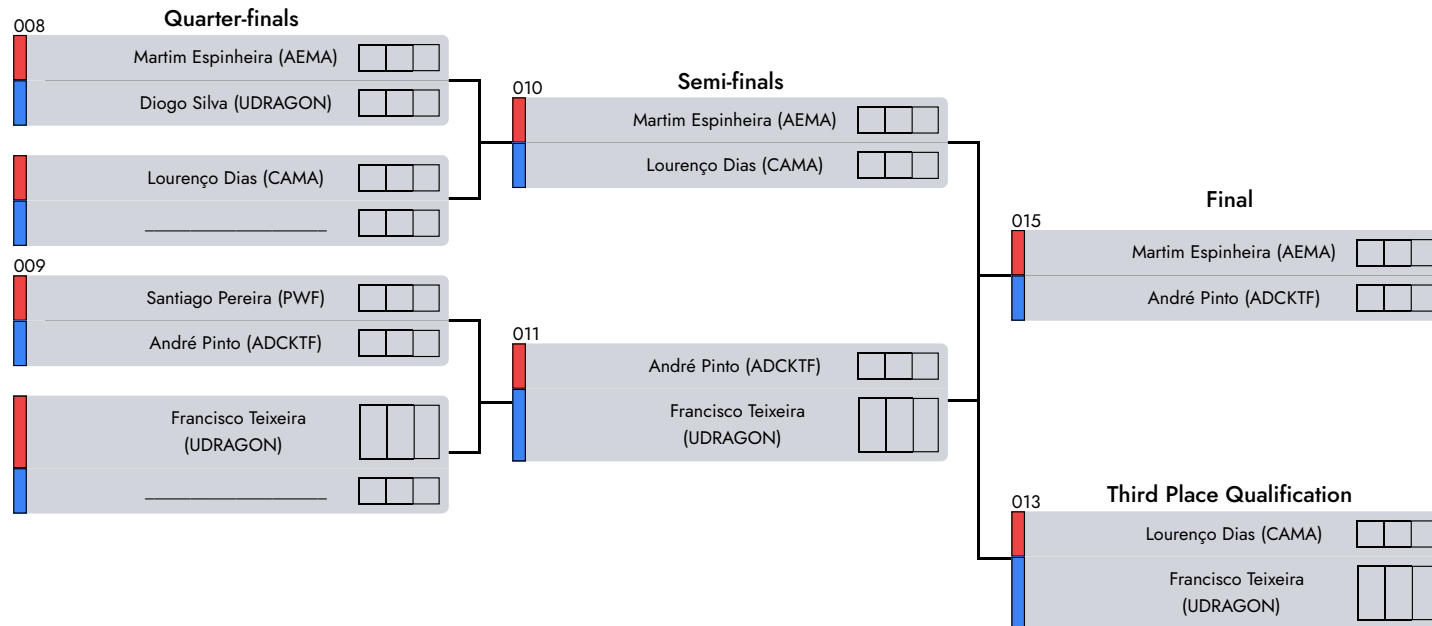 Quarter-finals
008
Martim Espinheira (AEMA)
Diogo Silva (UDRAGON)
Lourenço Dias (CAMA)
____________________
009
Santiago Pereira (PWF)
André Pinto (ADCKTF)
Francisco Teixeira
(UDRAGON)
____________________
Semi-finals
010
Martim Espinheira (AEMA)
Lourenço Dias (CAMA)
011
André Pinto (ADCKTF)
Francisco Teixeira
(UDRAGON)
Final
015
Martim Espinheira (AEMA)
André Pinto (ADCKTF)
Third Place Qualification
013
Lourenço Dias (CAMA)
Francisco Teixeira
(UDRAGON)